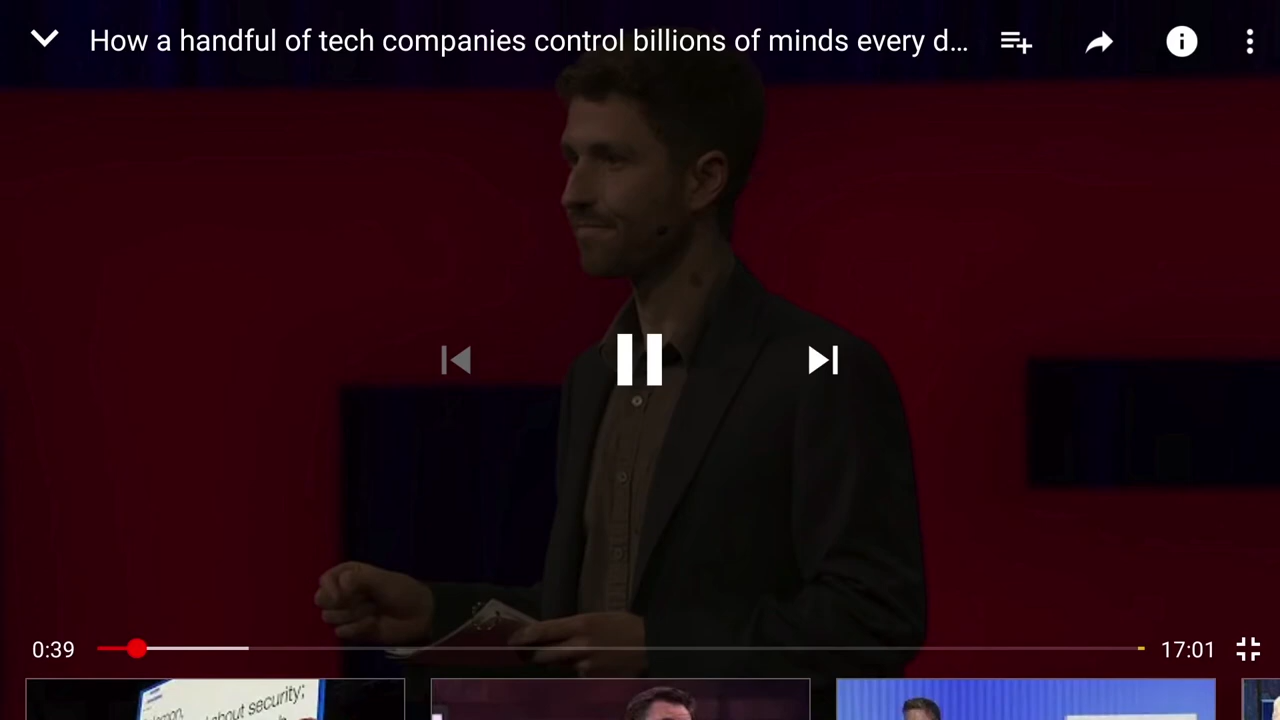 How a handful of tech companies control billions of minds every d...
0:39
17:01
about security;